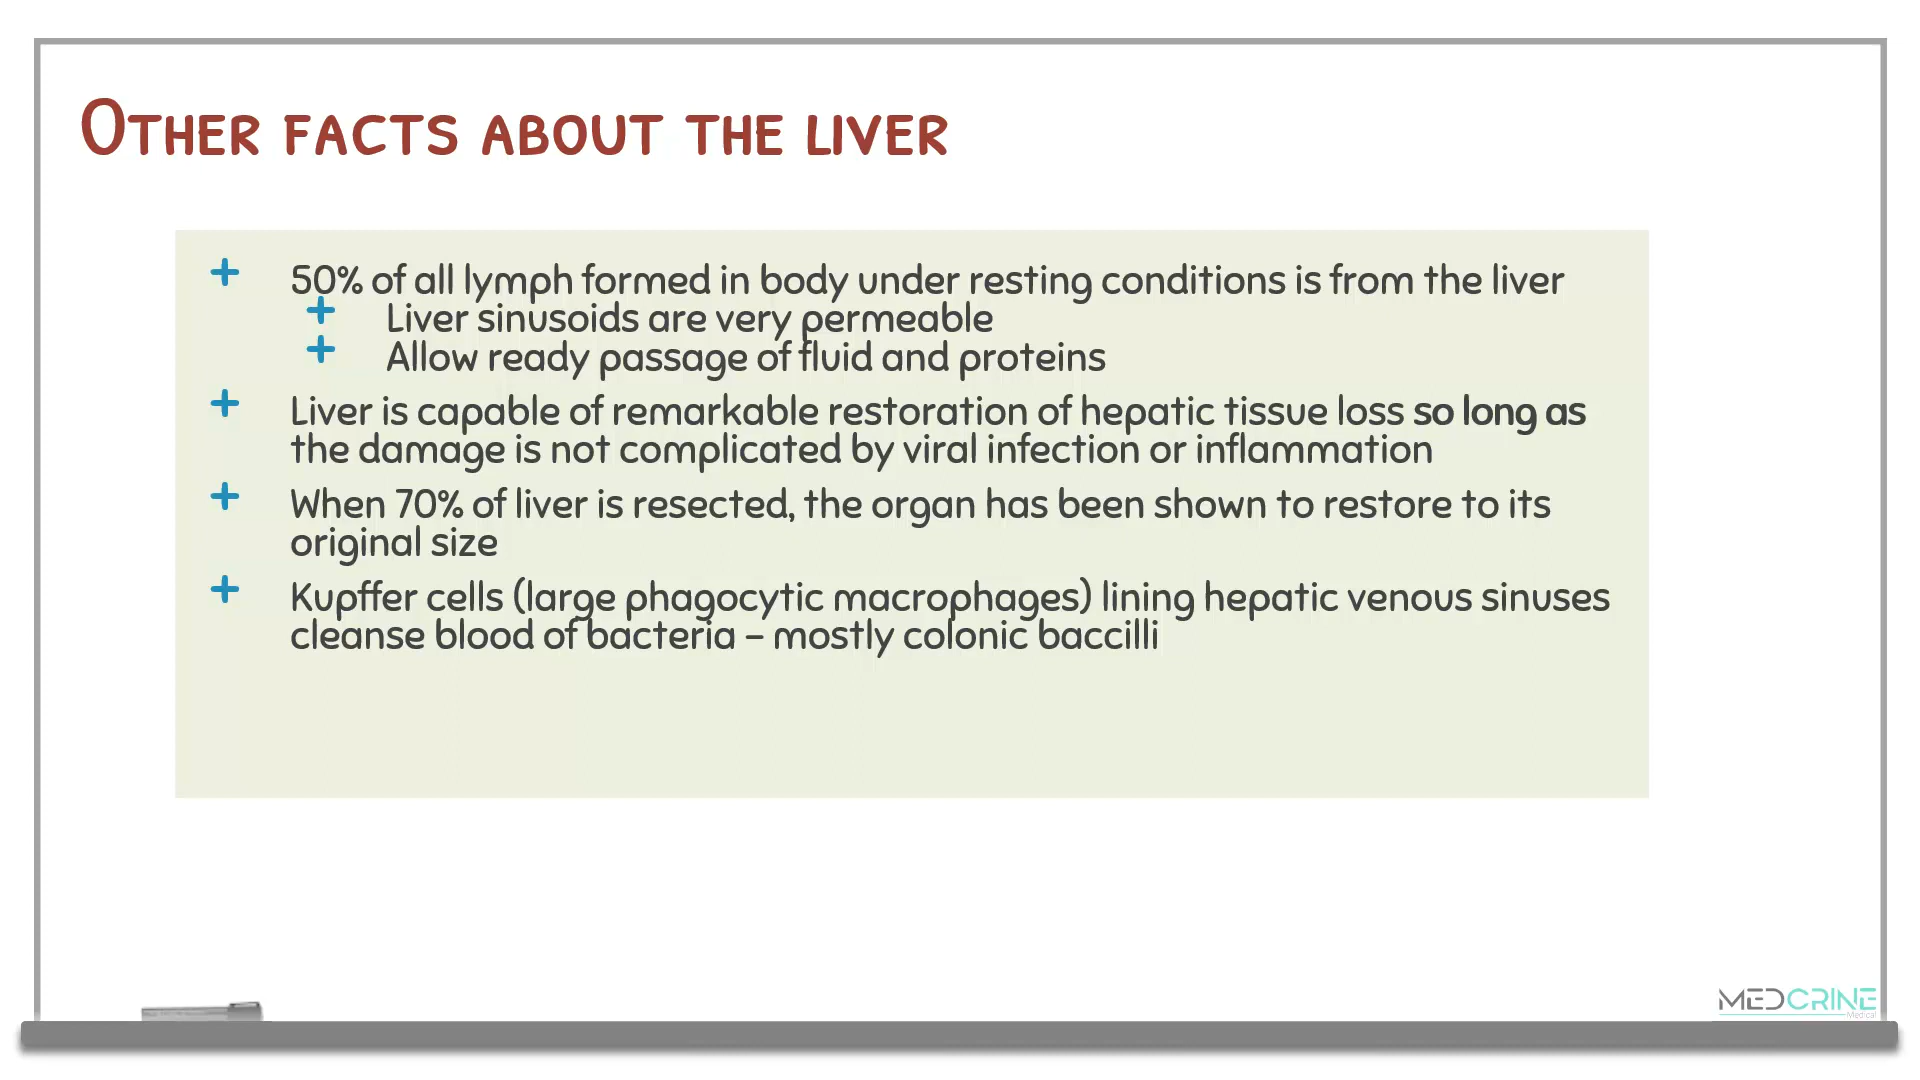 Other facts about the liver
+ 50% of all lymph formed in body under resting conditions is from the liver
+ Liver sinusoids are very permeable
+ Allow ready passage of fluid and proteins
+ Liver is capable of remarkable restoration of hepatic tissue loss so long as
the damage is not complicated by viral infection or inflammation
+ When 70% of liver is resected, the organ has been shown to restore to its
original size
+ Kupffer cells (large phagocytic macrophages) lining hepatic venous sinuses
cleanse blood of bacteria – mostly colonic baccilli
MEDCRINE
Medical